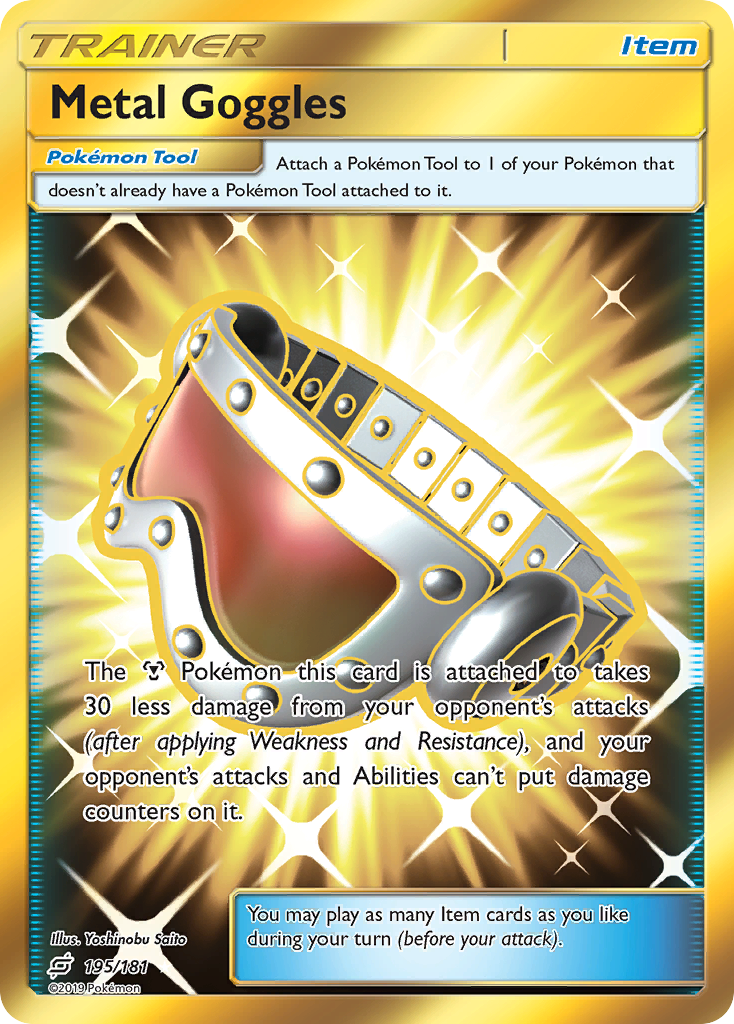 TRAINER
Item
Metal Goggles
Pokémon Tool
Attach a Pokémon Tool to 1 of your Pokémon that
doesn't already have a Pokémon Tool attached to it.
The Pokémon this card is attached to takes
30 less damage from your opponent's attacks
(after applying Weakness and Resistance), and your
opponent's attacks and Abilities can't put damage
counters on it.
You may play as many Item cards as you like
during your turn (before your attack).
Illus. Yoshinobu Saito
195/181
©2019 Pokémon